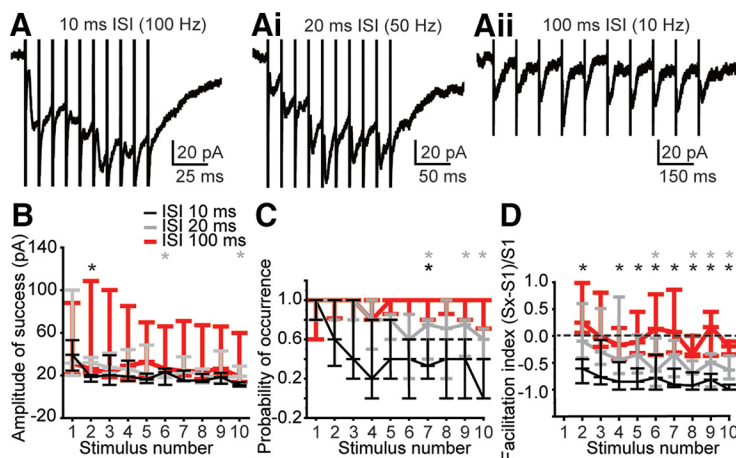 A
10 ms ISI (100 Hz)
20 pA
25 ms
Ai
20 ms ISI (50 Hz)
20 pA
50 ms
Aii
100 ms ISI (10 Hz)
20 pA
150 ms
B
ISI 10 ms
ISI 20 ms
ISI 100 ms
Amplitude of success (pA)
140
100
60
20
-20
* * *
1 2 3 4 5 6 7 8 9 10
Stimulus number
C
Probability of occurrence
1.0
0.6
0.2
-0.2
* * *
*
1 2 3 4 5 6 7 8 9 10
Stimulus number
D
Facilitation index (Sx-S1)/S1
1.0
0.5
0.0
-0.5
-1.0
* * * *
* * * * * * * *
1 2 3 4 5 6 7 8 9 10
Stimulus number